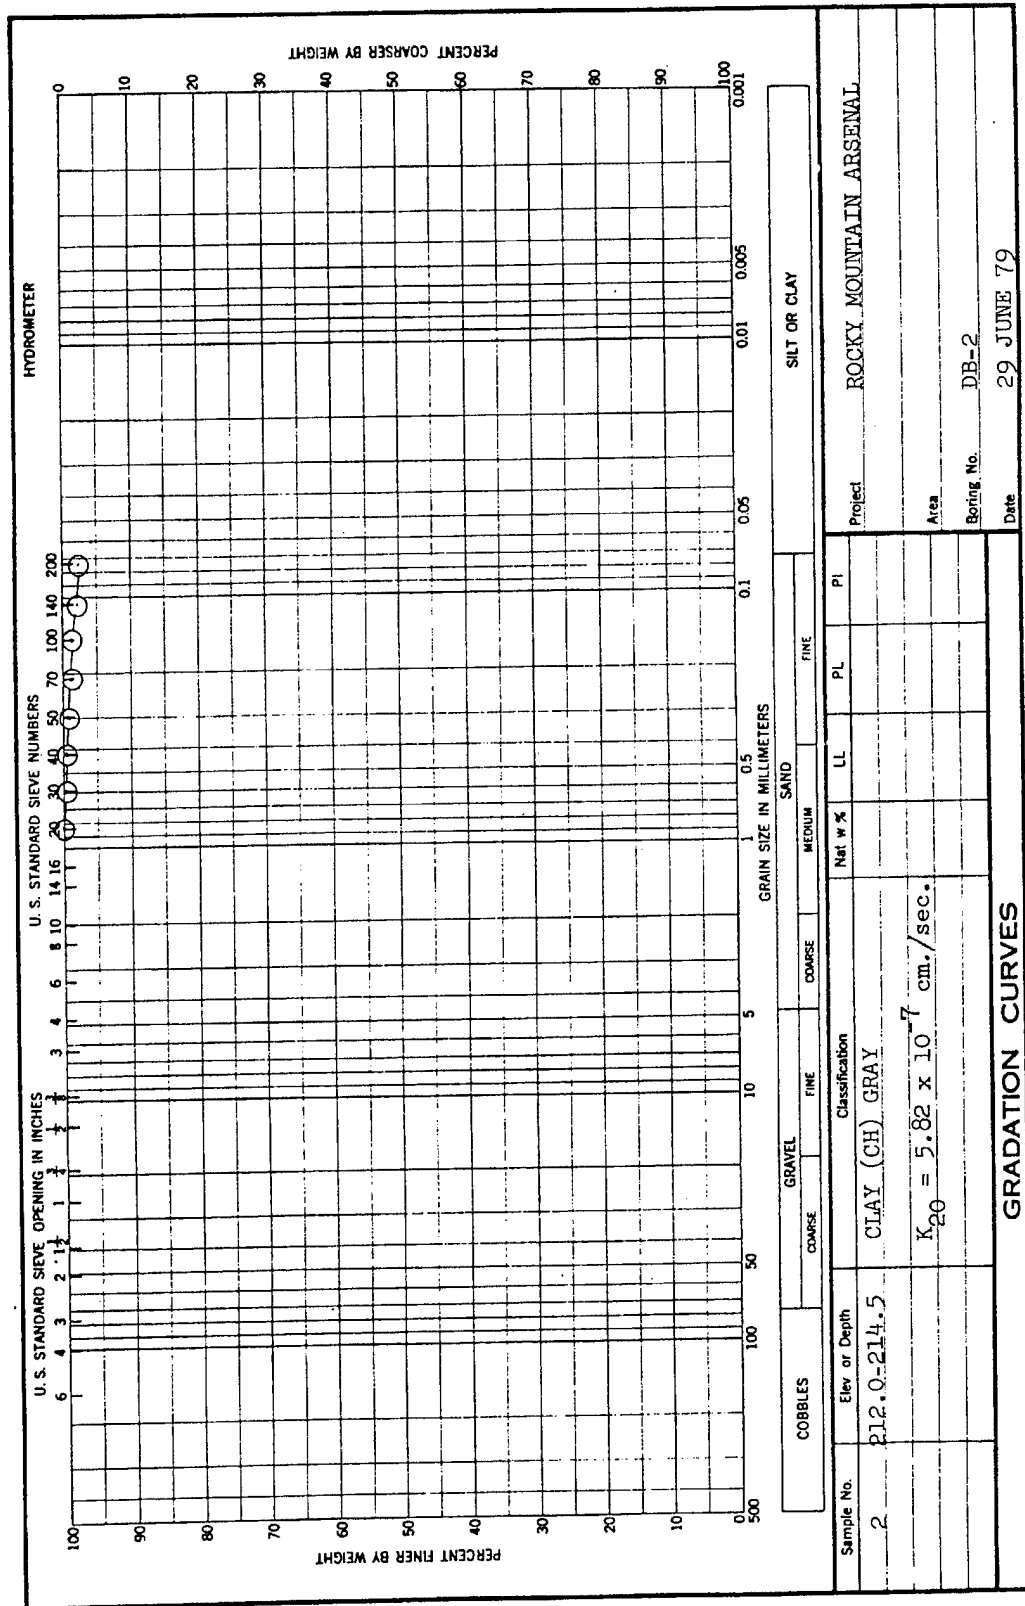 U. S. STANDARD SIEVE OPENING IN INCHES
U. S. STANDARD SIEVE NUMBERS
HYDROMETER
6 4 3 2 1½ 1 ¾ ½ ⅜ 3 4 6 8 10 14 16 20 30 40 50 70 100 140 200
PERCENT FINER BY WEIGHT
100
90
80
70
60
50
40
30
20
10
0
PERCENT COARSER BY WEIGHT
0
10
20
30
40
50
60
70
80
90
100
500 100 50 10 5 1 0.5 0.1 0.05 0.01 0.005 0.001
GRAIN SIZE IN MILLIMETERS
COBBLES
GRAVEL
COARSE
FINE
SAND
COARSE
MEDIUM
FINE
SILT OR CLAY
Sample No.
Elev or Depth
Classification
Nat w %
LL
PL
PI
2
212.0-214.5
CLAY (CH) GRAY
K20 = 5.82 x 10-7 cm./sec.
Project ROCKY MOUNTAIN ARSENAL
Area
Boring No. DB-2
Date 29 JUNE 79
GRADATION CURVES